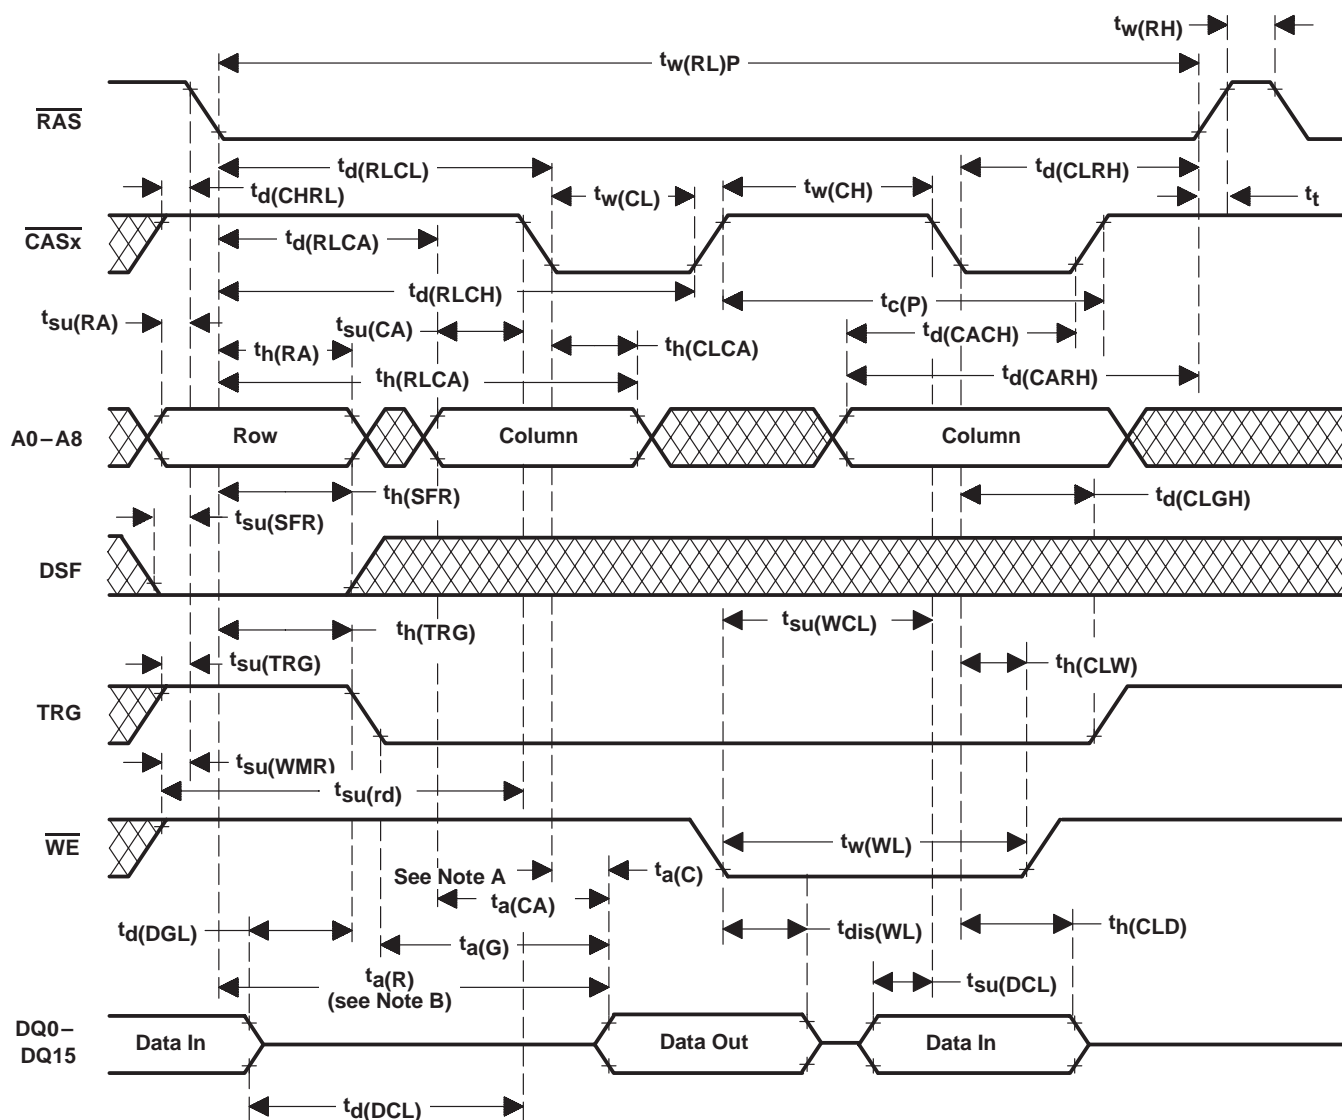 tw(RH)
tw(RL)P
RAS
td(RLCL)
td(CLRH)
td(CHRL)
tw(CL)
tw(CH)
tt
CASx
td(RLCA)
td(RLCH)
tc(P)
tsu(RA)
tsu(CA)
td(CACH)
th(RA)
th(CLCA)
th(RLCA)
td(CARH)
A0–A8
Row
Column
Column
th(SFR)
td(CLGH)
tsu(SFR)
DSF
tsu(WCL)
th(TRG)
tsu(TRG)
th(CLW)
TRG
tsu(WMR)
tsu(rd)
WE
tw(WL)
See Note A
ta(C)
ta(CA)
td(DGL)
th(CLD)
tdis(WL)
ta(G)
ta(R)
(see Note B)
tsu(DCL)
DQ0–
DQ15
Data In
Data Out
Data In
td(DCL)